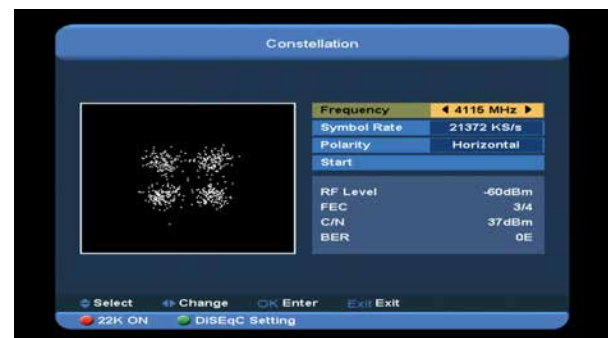 Constellation
Frequency 4116 MHz
Symbol Rate 21372 KS/s
Polarity Horizontal
Start
RF Level -60dBm
FEC 3/4
C/N 37dBm
BER 0E
Select Change OK Enter Exit Exit
22K ON DiSEqC Setting